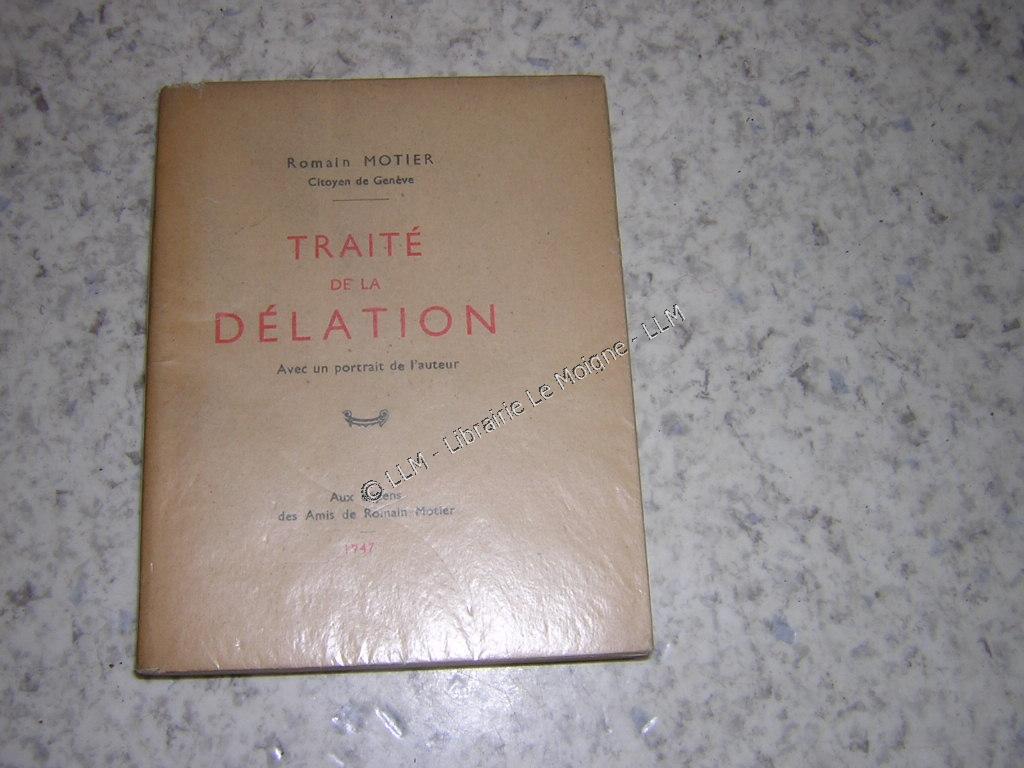 Romain MOTIER
Citoyen de Genève
TRAITÉ
DE LA
DÉLATION
Avec un portrait de l'auteur
Aux
des Amis de Romain Motier
1747
© LLM - Librairie Le Moigne - LLM